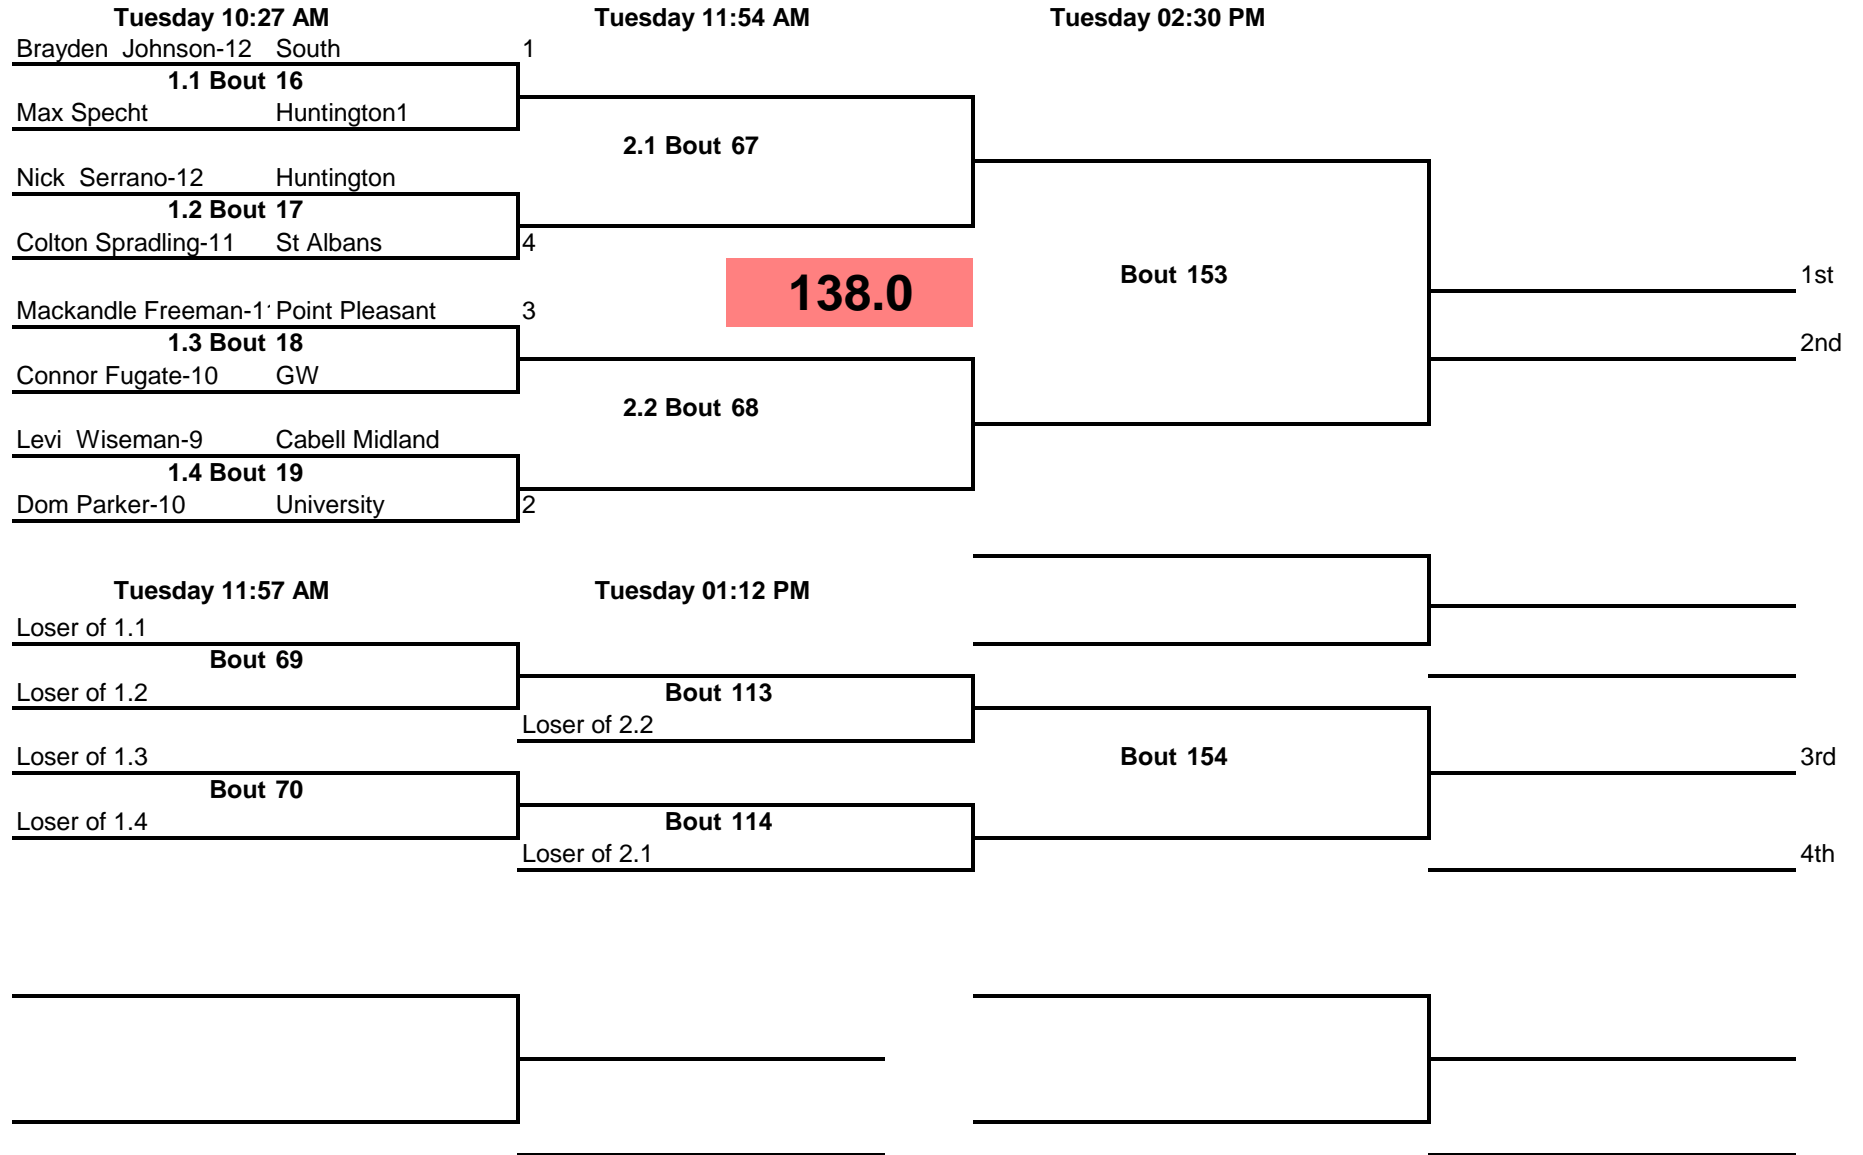 Tuesday 10:27 AM Tuesday 11:54 AM Tuesday 02:30 PM
Brayden  Johnson-12 South 1
1.1 Bout 16
Max Specht Huntington1
2.1 Bout 67
Nick  Serrano-12 Huntington
1.2 Bout 17
Colton Spradling-11 St Albans 4
138.0 Bout 153 1st
Mackandle Freeman-1 Point Pleasant 3
1.3 Bout 18 2nd
Connor Fugate-10 GW
2.2 Bout 68
Levi  Wiseman-9 Cabell Midland
1.4 Bout 19
Dom Parker-10 University 2
Tuesday 11:57 AM Tuesday 01:12 PM
Loser of 1.1
Bout 69
Loser of 1.2 Bout 113
Loser of 2.2
Loser of 1.3 Bout 154 3rd
Bout 70
Loser of 1.4 Bout 114
Loser of 2.1 4th